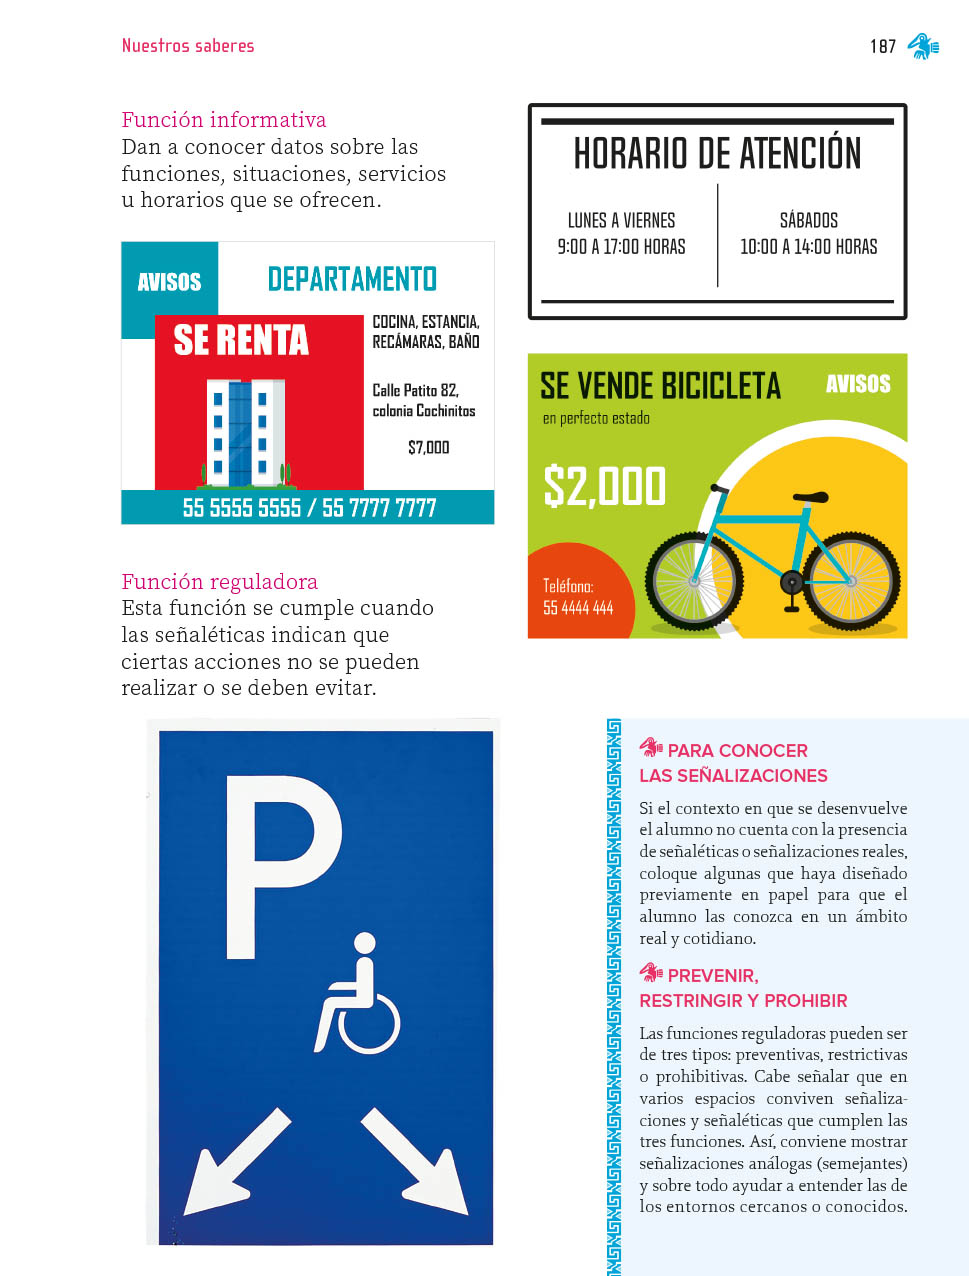 Nuestros saberes
187
Función informativa
Dan a conocer datos sobre las
funciones, situaciones, servicios
u horarios que se ofrecen.
HORARIO DE ATENCIÓN
LUNES A VIERNES
9:00 A 17:00 HORAS
SÁBADOS
10:00 A 14:00 HORAS
AVISOS
DEPARTAMENTO
SE RENTA
COCINA, ESTANCIA,
RECÁMARAS, BAÑO
Calle Patito 82,
colonia Cochinitos
$7,000
55 5555 5555 / 55 7777 7777
SE VENDE BICICLETA
AVISOS
en perfecto estado
$2,000
Teléfono:
55 4444 444
Función reguladora
Esta función se cumple cuando
las señaléticas indican que
ciertas acciones no se pueden
realizar o se deben evitar.
P
PARA CONOCER
LAS SEÑALIZACIONES
Si el contexto en que se desenvuelve
el alumno no cuenta con la presencia
de señaléticas o señalizaciones reales,
coloque algunas que haya diseñado
previamente en papel para que el
alumno las conozca en un ámbito
real y cotidiano.
PREVENIR,
RESTRINGIR Y PROHIBIR
Las funciones reguladoras pueden ser
de tres tipos: preventivas, restrictivas
o prohibitivas. Cabe señalar que en
varios espacios conviven señaliza-
ciones y señaléticas que cumplen las
tres funciones. Así, conviene mostrar
señalizaciones análogas (semejantes)
y sobre todo ayudar a entender las de
los entornos cercanos o conocidos.